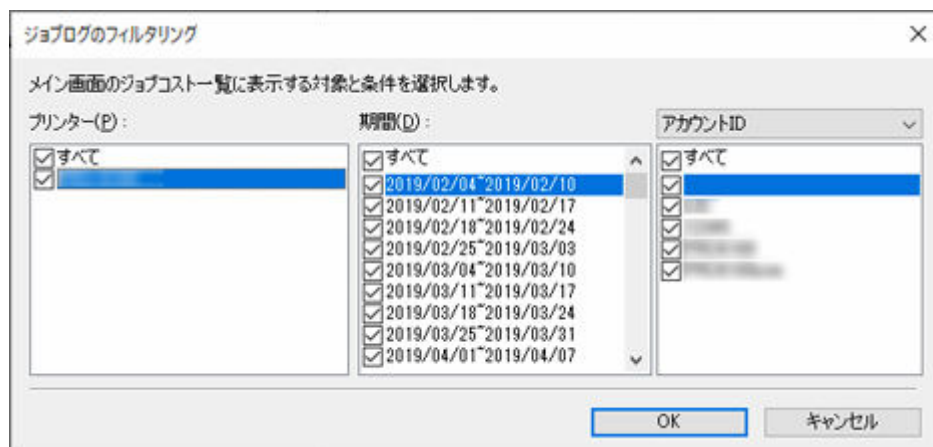 ジョブログのフィルタリング
メイン画面のジョブコスト一覧に表示する対象と条件を選択します。
プリンター(P):
すべて
期間(D):
すべて
2019/02/04~2019/02/10
2019/02/11~2019/02/17
2019/02/18~2019/02/24
2019/02/25~2019/03/03
2019/03/04~2019/03/10
2019/03/11~2019/03/17
2019/03/18~2019/03/24
2019/03/25~2019/03/31
2019/04/01~2019/04/07
アカウントID
すべて
OK
キャンセル